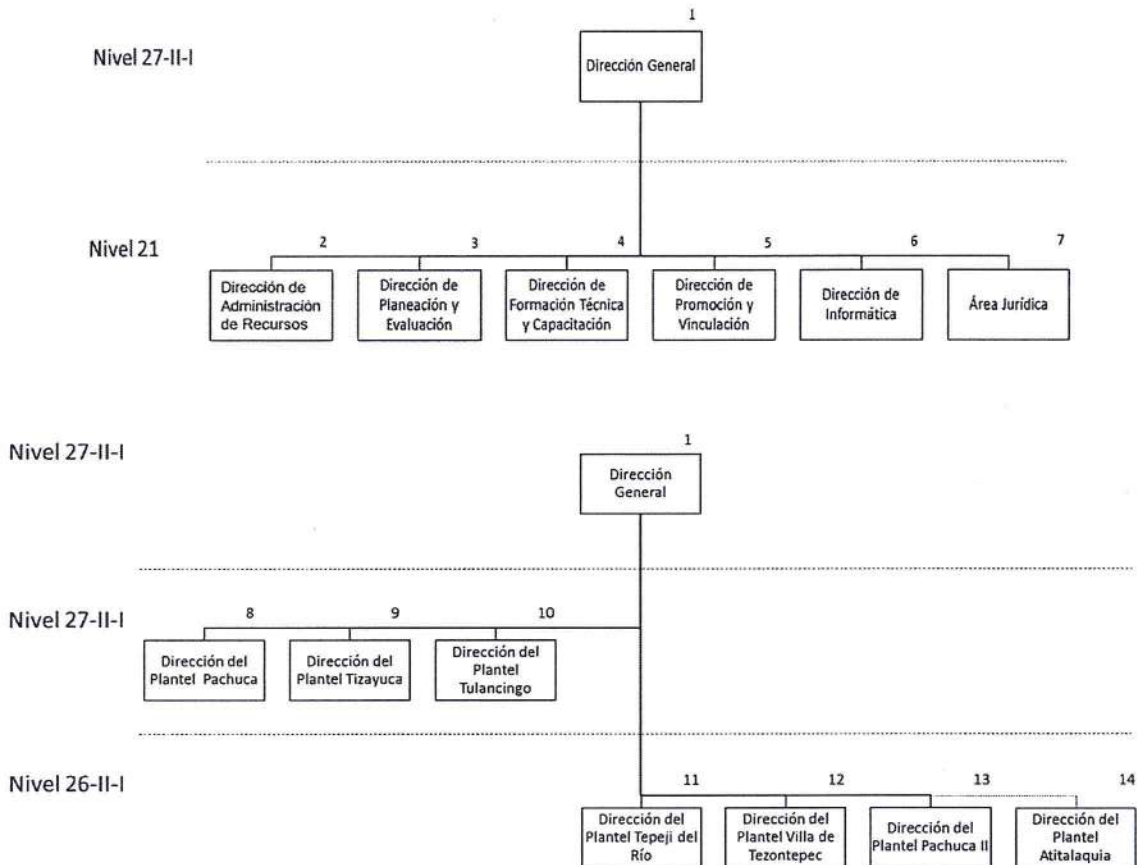 1
Nivel 27-II-I
Dirección General
Nivel 21
2
3
4
5
6
7
Dirección de
Administración
de Recursos
Dirección de
Planeación y
Evaluación
Dirección de
Formación Técnica
y Capacitación
Dirección de
Promoción y
Vinculación
Dirección de
Informática
Área Jurídica
Nivel 27-II-I
1
Dirección
General
Nivel 27-II-I
8
9
10
Dirección del
Plantel Pachuca
Dirección del
Plantel Tizayuca
Dirección del
Plantel
Tulancingo
Nivel 26-II-I
11
12
13
14
Dirección del
Plantel Tepeji del
Río
Dirección del
Plantel Villa de
Tezontepec
Dirección del
Plantel Pachuca II
Dirección del
Plantel
Atitalaquia